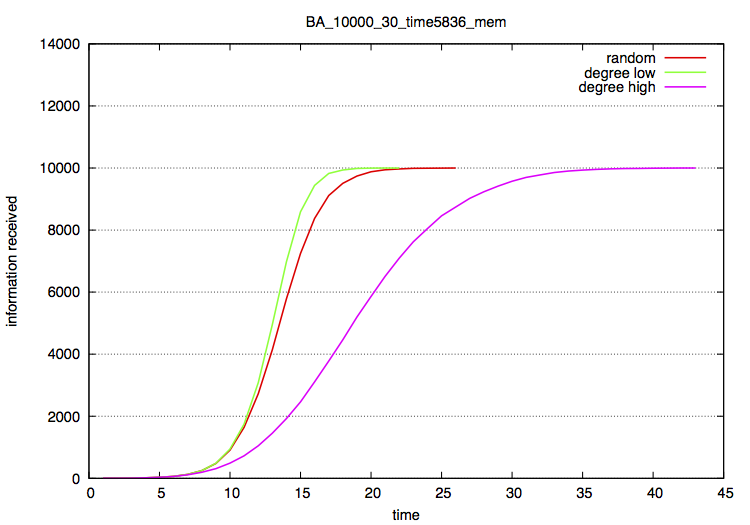 BA_10000_30_time5836_mem
14000
12000
10000
8000
6000
4000
2000
0
random
degree low
degree high
information received
0 5 10 15 20 25 30 35 40 45
time